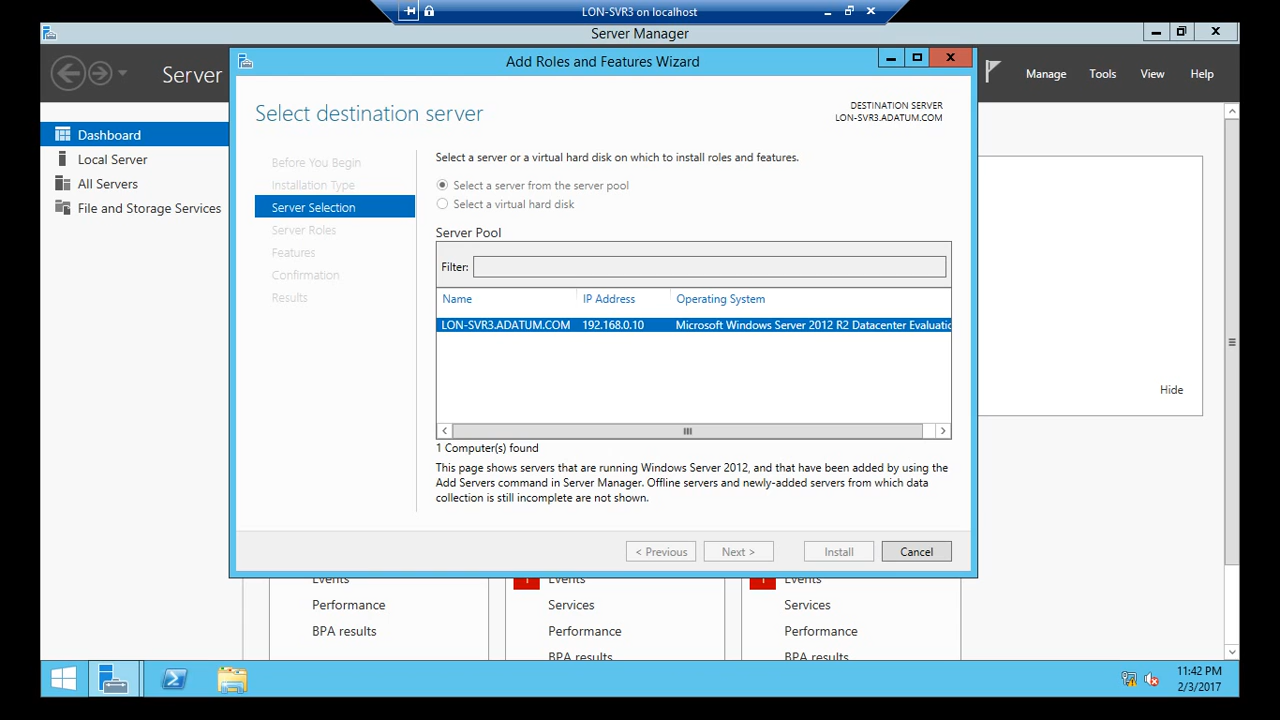 LON-SVR3 on localhost
Server Manager
Server
Manage
Tools
View
Help
Dashboard
Local Server
All Servers
File and Storage Services
Add Roles and Features Wizard
Select destination server
DESTINATION SERVER
LON-SVR3.ADATUM.COM
Before You Begin
Installation Type
Server Selection
Server Roles
Features
Confirmation
Results
Select a server or a virtual hard disk on which to install roles and features.
Select a server from the server pool
Select a virtual hard disk
Server Pool
Filter:
Name IP Address Operating System
LON-SVR3.ADATUM.COM 192.168.0.10 Microsoft Windows Server 2012 R2 Datacenter Evaluatio
1 Computer(s) found
This page shows servers that are running Windows Server 2012, and that have been added by using the
Add Servers command in Server Manager. Offline servers and newly-added servers from which data
collection is still incomplete are not shown.
< Previous
Next >
Install
Cancel
Hide
Events
Performance
BPA results
1 Events
Services
Performance
BPA results
1 Events
Services
Performance
BPA results
11:42 PM
2/3/2017